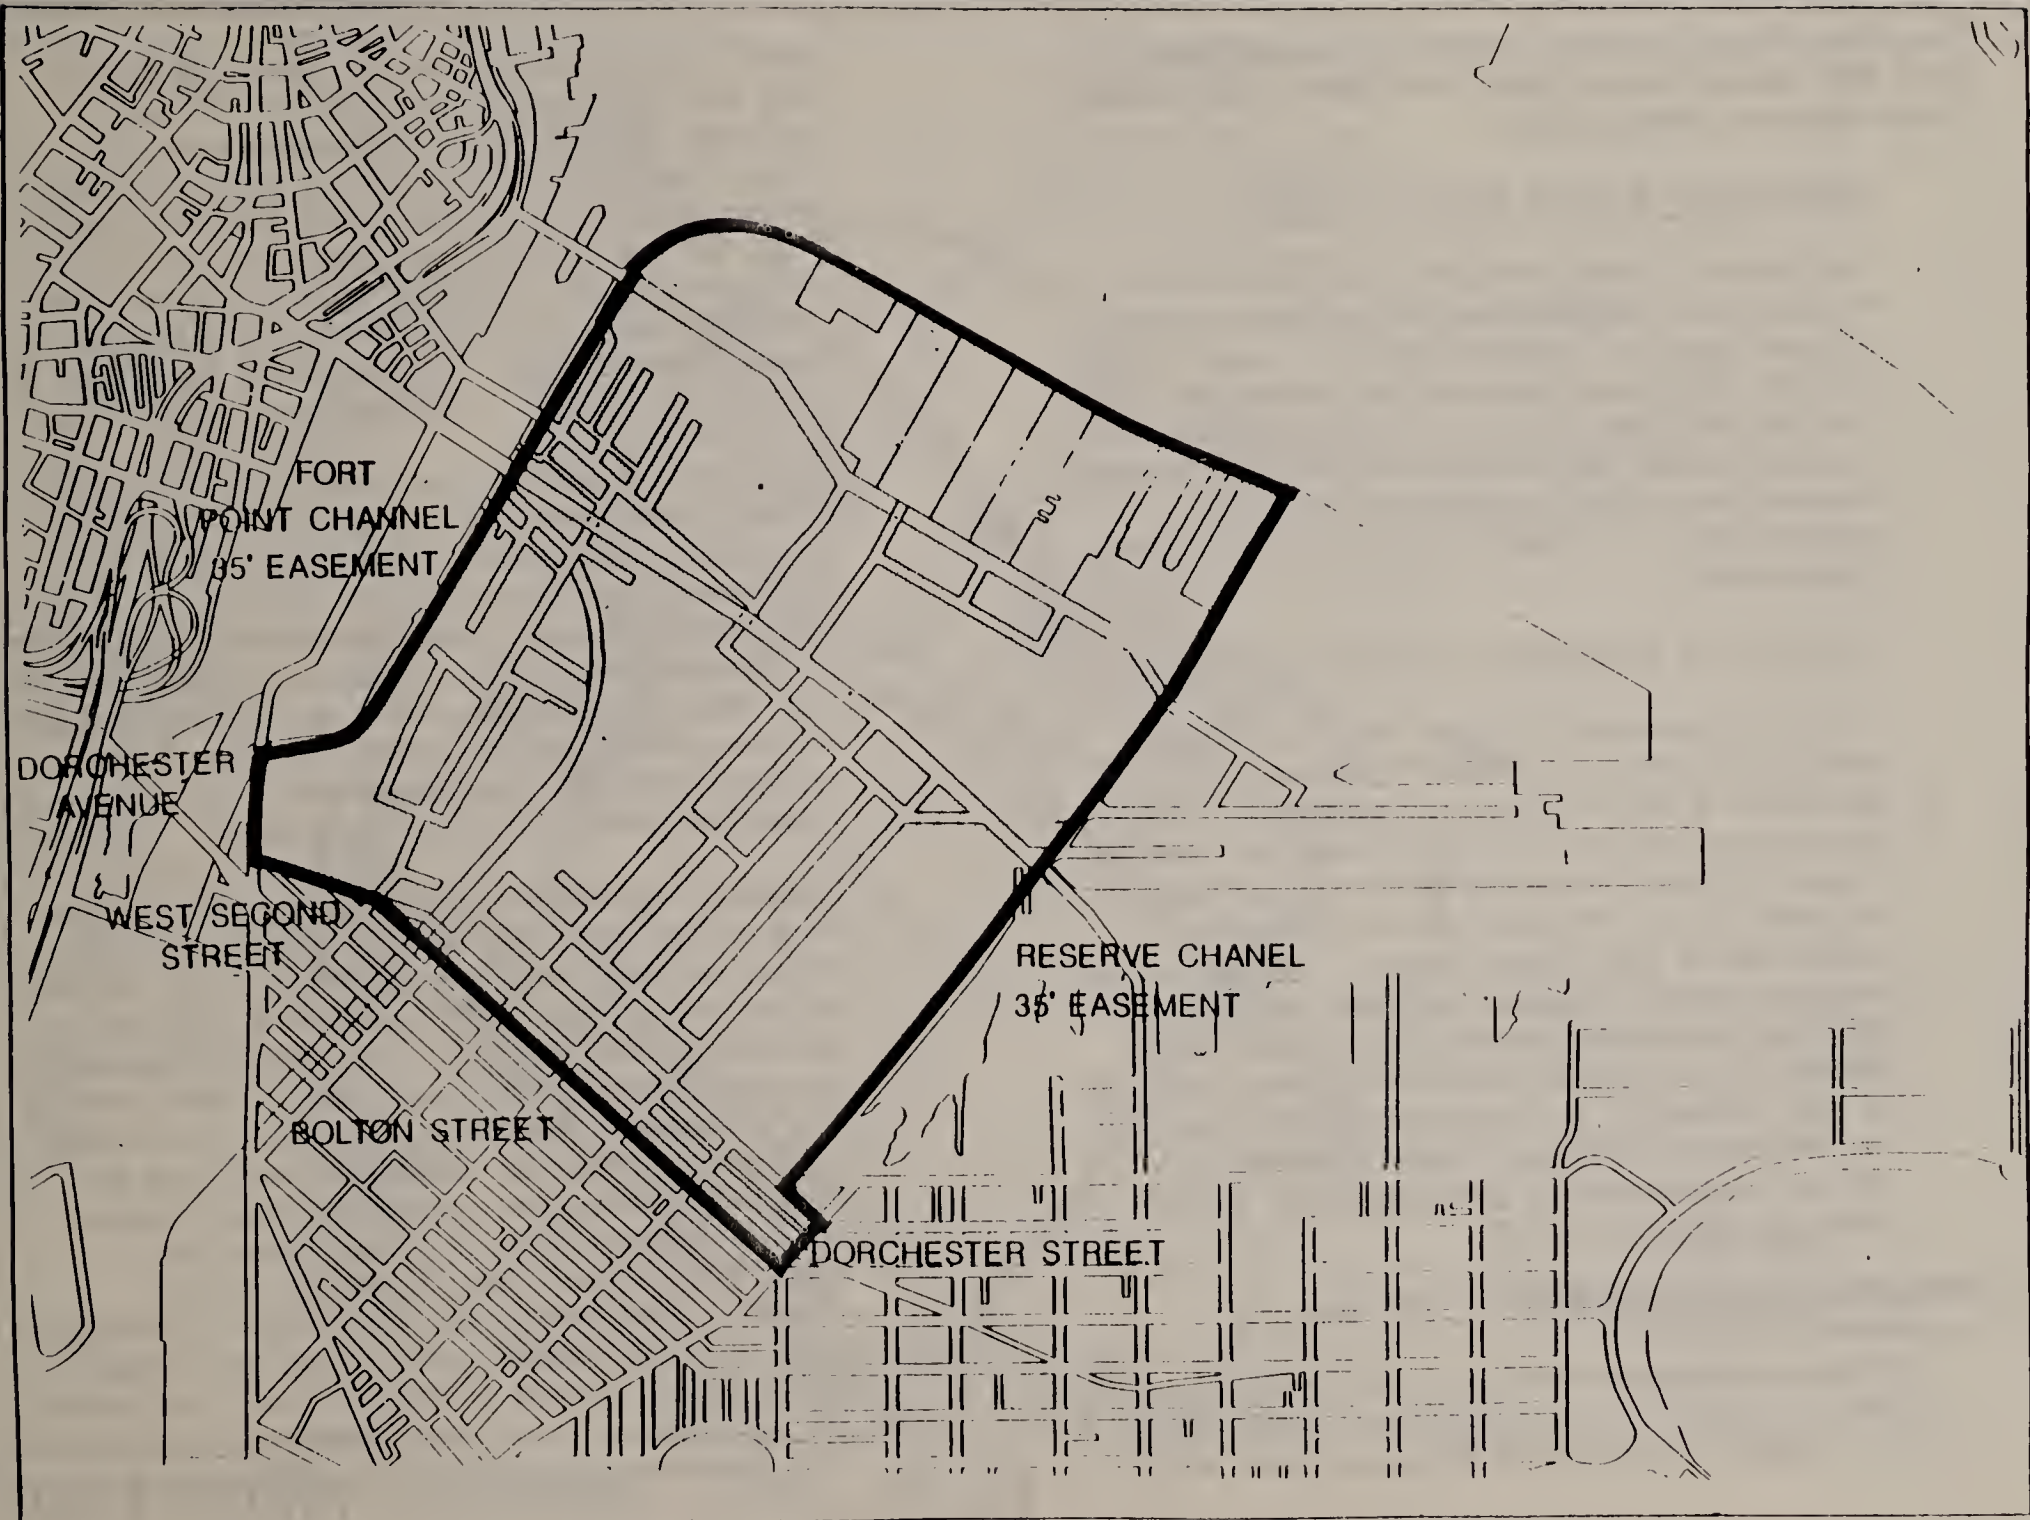 FORT
POINT CHANNEL
35' EASEMENT
DORCHESTER
AVENUE
WEST SECOND
STREET
RESERVE CHANEL
35' EASEMENT
BOLTON STREET
DORCHESTER STREET